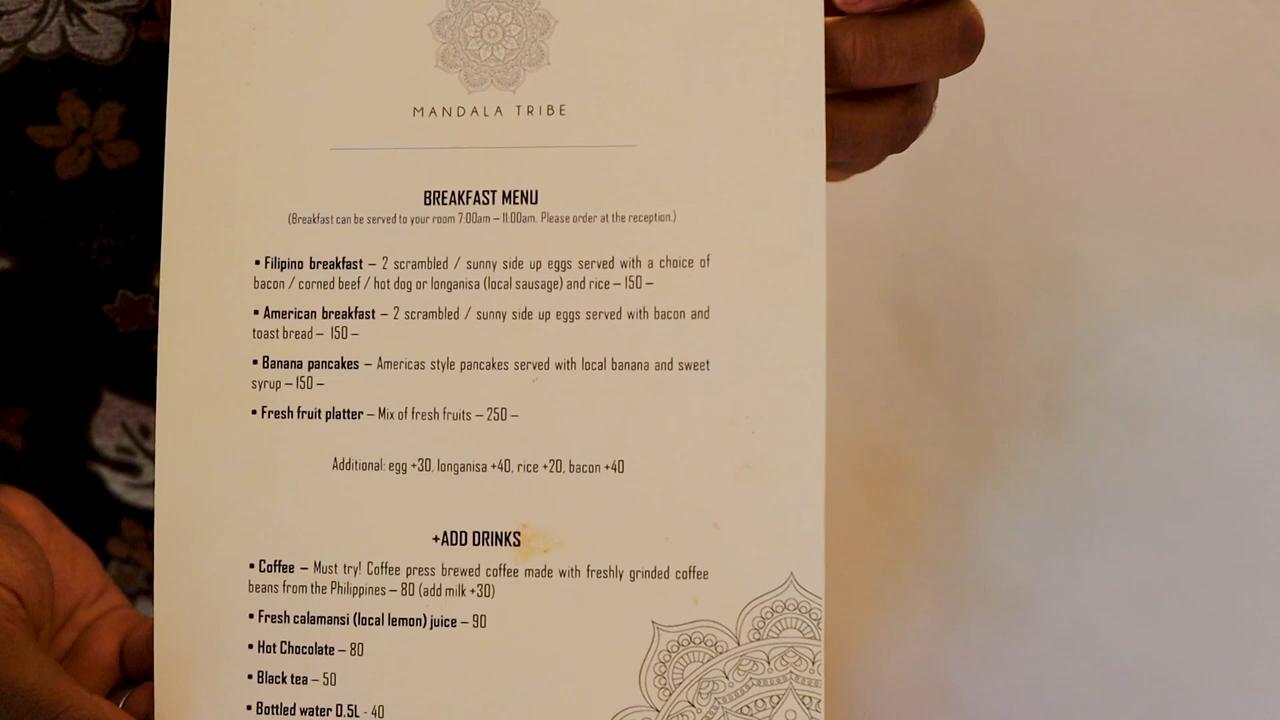 MANDALA TRIBE
BREAKFAST MENU
(Breakfast can be served to your room 7:00am – 11:00am. Please order at the reception.)
▪ Filipino breakfast – 2 scrambled / sunny side up eggs served with a choice of
bacon / corned beef / hot dog or longanisa (local sausage) and rice – 150 –
▪ American breakfast – 2 scrambled / sunny side up eggs served with bacon and
toast bread – 150 –
▪ Banana pancakes – Americas style pancakes served with local banana and sweet
syrup – 150 –
▪ Fresh fruit platter – Mix of fresh fruits – 250 –
Additional: egg +30, longanisa +40, rice +20, bacon +40
+ADD DRINKS
▪ Coffee – Must try! Coffee press brewed coffee made with freshly grinded coffee
beans from the Philippines – 80 (add milk +30)
▪ Fresh calamansi (local lemon) juice – 90
▪ Hot Chocolate – 80
▪ Black tea – 50
▪ Bottled water 0.5L - 40